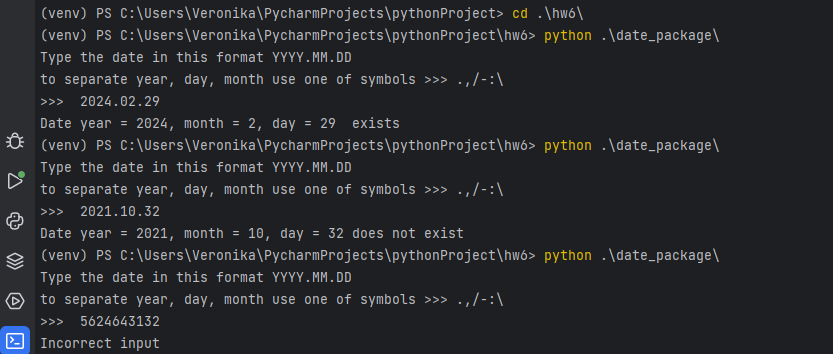 (venv) PS C:\Users\Veronika\PycharmProjects\pythonProject> cd .\hw6\
(venv) PS C:\Users\Veronika\PycharmProjects\pythonProject\hw6> python .\date_package\
Type the date in this format YYYY.MM.DD
to separate year, day, month use one of symbols >>> .,/-:\
>>>  2024.02.29
Date year = 2024, month = 2, day = 29  exists
(venv) PS C:\Users\Veronika\PycharmProjects\pythonProject\hw6> python .\date_package\
Type the date in this format YYYY.MM.DD
to separate year, day, month use one of symbols >>> .,/-:\
>>>  2021.10.32
Date year = 2021, month = 10, day = 32 does not exist
(venv) PS C:\Users\Veronika\PycharmProjects\pythonProject\hw6> python .\date_package\
Type the date in this format YYYY.MM.DD
to separate year, day, month use one of symbols >>> .,/-:\
>>>  5624643132
Incorrect input